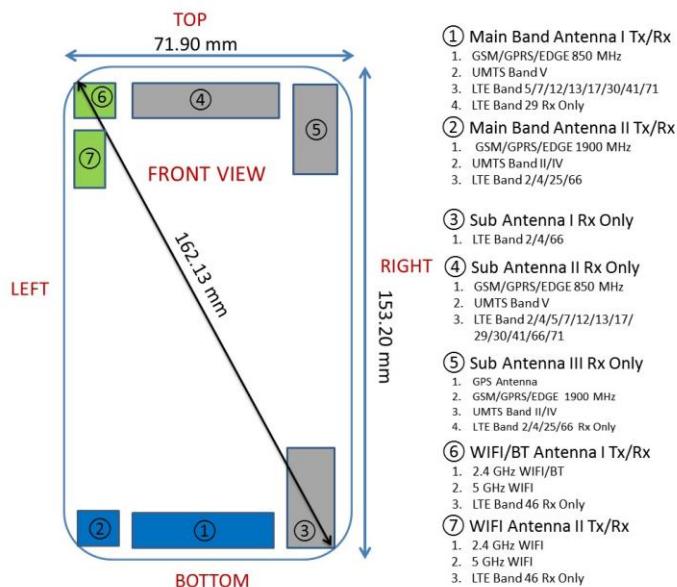 TOP
71.90 mm
⑥
④
⑤
⑦
FRONT VIEW
162.13 mm
LEFT
RIGHT
153.20 mm
②
①
③
BOTTOM
① Main Band Antenna I Tx/Rx
1. GSM/GPRS/EDGE 850 MHz
2. UMTS Band V
3. LTE Band 5/7/12/13/17/30/41/71
4. LTE Band 29 Rx Only
② Main Band Antenna II Tx/Rx
1. GSM/GPRS/EDGE 1900 MHz
2. UMTS Band II/IV
3. LTE Band 2/4/25/66
③ Sub Antenna I Rx Only
1. LTE Band 2/4/66
④ Sub Antenna II Rx Only
1. GSM/GPRS/EDGE 850 MHz
2. UMTS Band V
3. LTE Band 2/4/5/7/12/13/17/
29/30/41/66/71
⑤ Sub Antenna III Rx Only
1. GPS Antenna
2. GSM/GPRS/EDGE 1900 MHz
3. UMTS Band II/IV
4. LTE Band 2/4/25/66 Rx Only
⑥ WIFI/BT Antenna I Tx/Rx
1. 2.4 GHz WIFI/BT
2. 5 GHz WIFI
3. LTE Band 46 Rx Only
⑦ WIFI Antenna II Tx/Rx
1. 2.4 GHz WIFI
2. 5 GHz WIFI
3. LTE Band 46 Rx Only